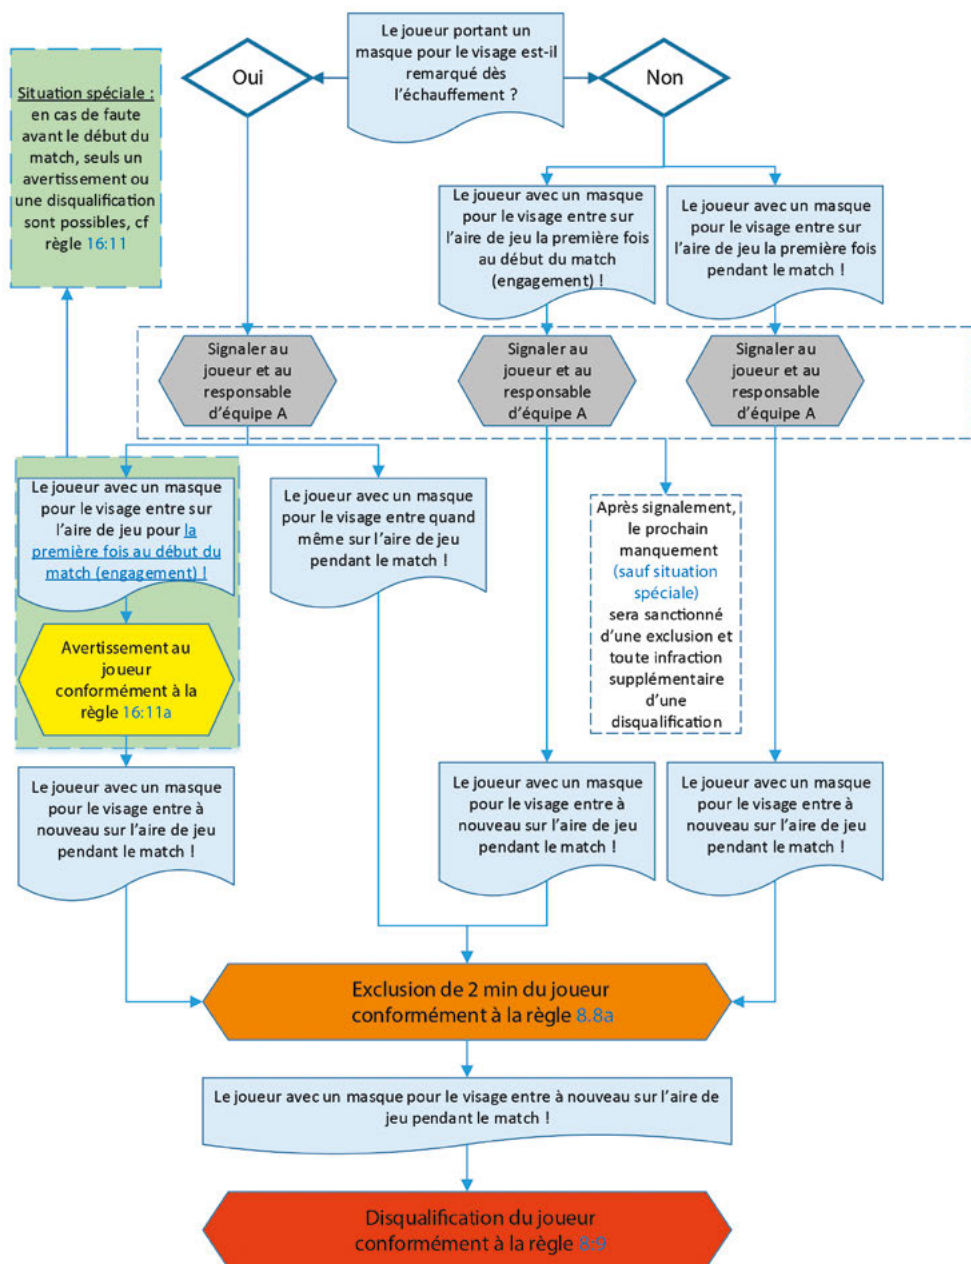 Le joueur portant un
masque pour le visage est-il
remarqué dès
l'échauffement ?
Oui
Non
Situation spéciale :
en cas de faute
avant le début du
match, seuls un
avertissement ou
une disqualification
sont possibles, cf
règle 16:11
Le joueur avec un masque
pour le visage entre sur
l'aire de jeu la première fois
au début du match
(engagement) !
Le joueur avec un masque
pour le visage entre sur
l'aire de jeu la première fois
pendant le match !
Signaler au
joueur et au
responsable
d'équipe A
Signaler au
joueur et au
responsable
d'équipe A
Signaler au
joueur et au
responsable
d'équipe A
Le joueur avec un masque
pour le visage entre sur
l'aire de jeu pour la
première fois au début du
match (engagement) !
Le joueur avec un masque
pour le visage entre quand
même sur l'aire de jeu
pendant le match !
Après signalement,
le prochain
manquement
(sauf situation
spéciale)
sera sanctionné
d'une exclusion et
toute infraction
supplémentaire
d'une
disqualification
Avertissement au
joueur
conformément à la
règle 16:11a
Le joueur avec un masque
pour le visage entre à
nouveau sur l'aire de jeu
pendant le match !
Le joueur avec un masque
pour le visage entre à
nouveau sur l'aire de jeu
pendant le match !
Le joueur avec un masque
pour le visage entre à
nouveau sur l'aire de jeu
pendant le match !
Exclusion de 2 min du joueur
conformément à la règle 8.8a
Le joueur avec un masque pour le visage entre à nouveau sur l'aire de
jeu pendant le match !
Disqualification du joueur
conformément à la règle 8:9